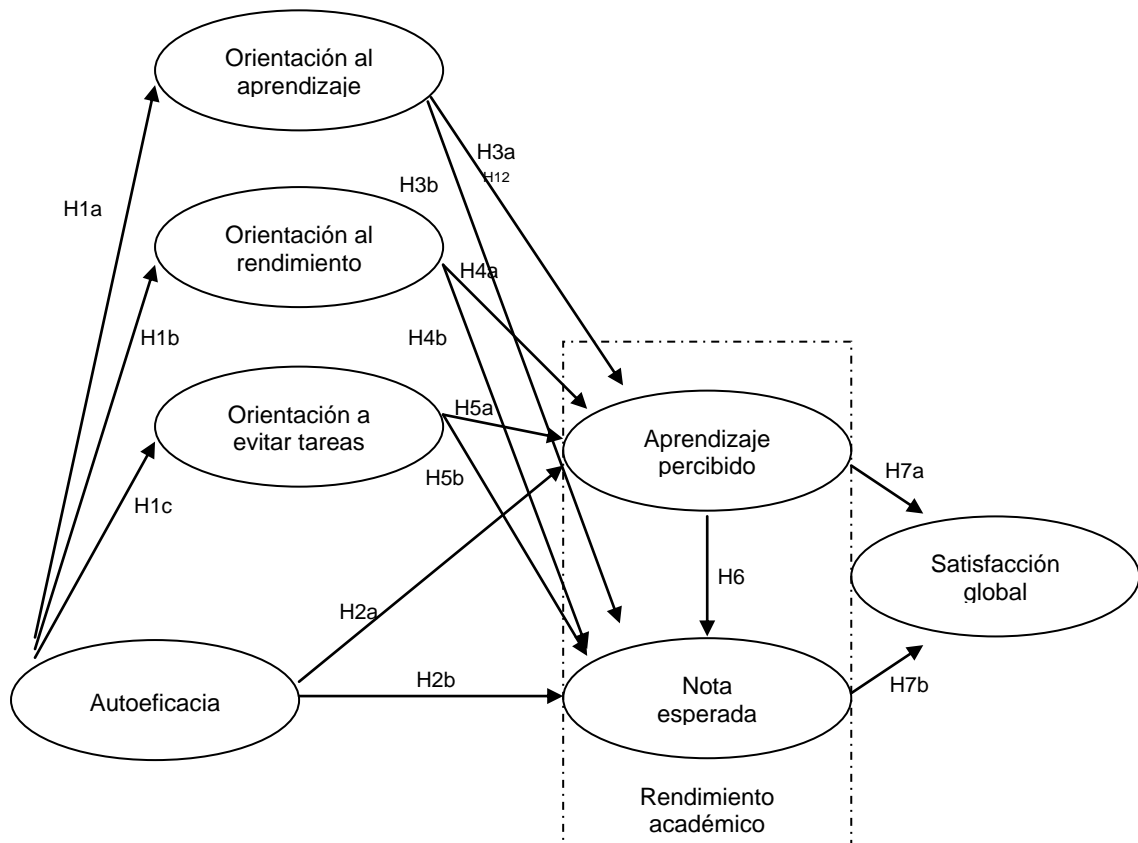 Orientación al
aprendizaje
H3a
H12
H3b
H1a
Orientación al
rendimiento
H4a
H1b
H4b
Orientación a
evitar tareas
H5a
Aprendizaje
percibido
H7a
H5b
H1c
Satisfacción
global
H6
H2a
H2b
Autoeficacia
Nota
esperada
H7b
Rendimiento
académico